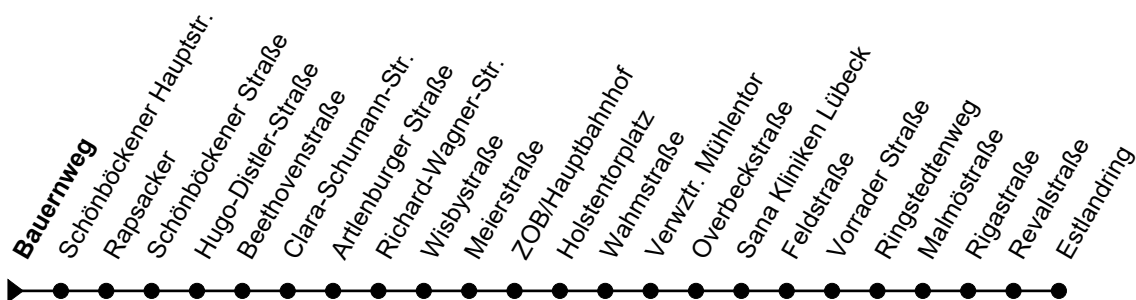 Bauernweg
Schönböckener Hauptstr.
Rapsacker
Schönböckener Straße
Hugo-Distler-Straße
Beethovenstraße
Clara-Schumann-Str.
Artlenburger Straße
Richard-Wagner-Str.
Wisbystraße
Meierstraße
ZOB/Hauptbahnhof
Holstentorplatz
Wahmstraße
Verwztr. Mühlentor
Overbeckstraße
Sana Kliniken Lübeck
Feldstraße
Vorrader Straße
Ringstedtenweg
Malmöstraße
Rigastraße
Revalstraße
Estlandring